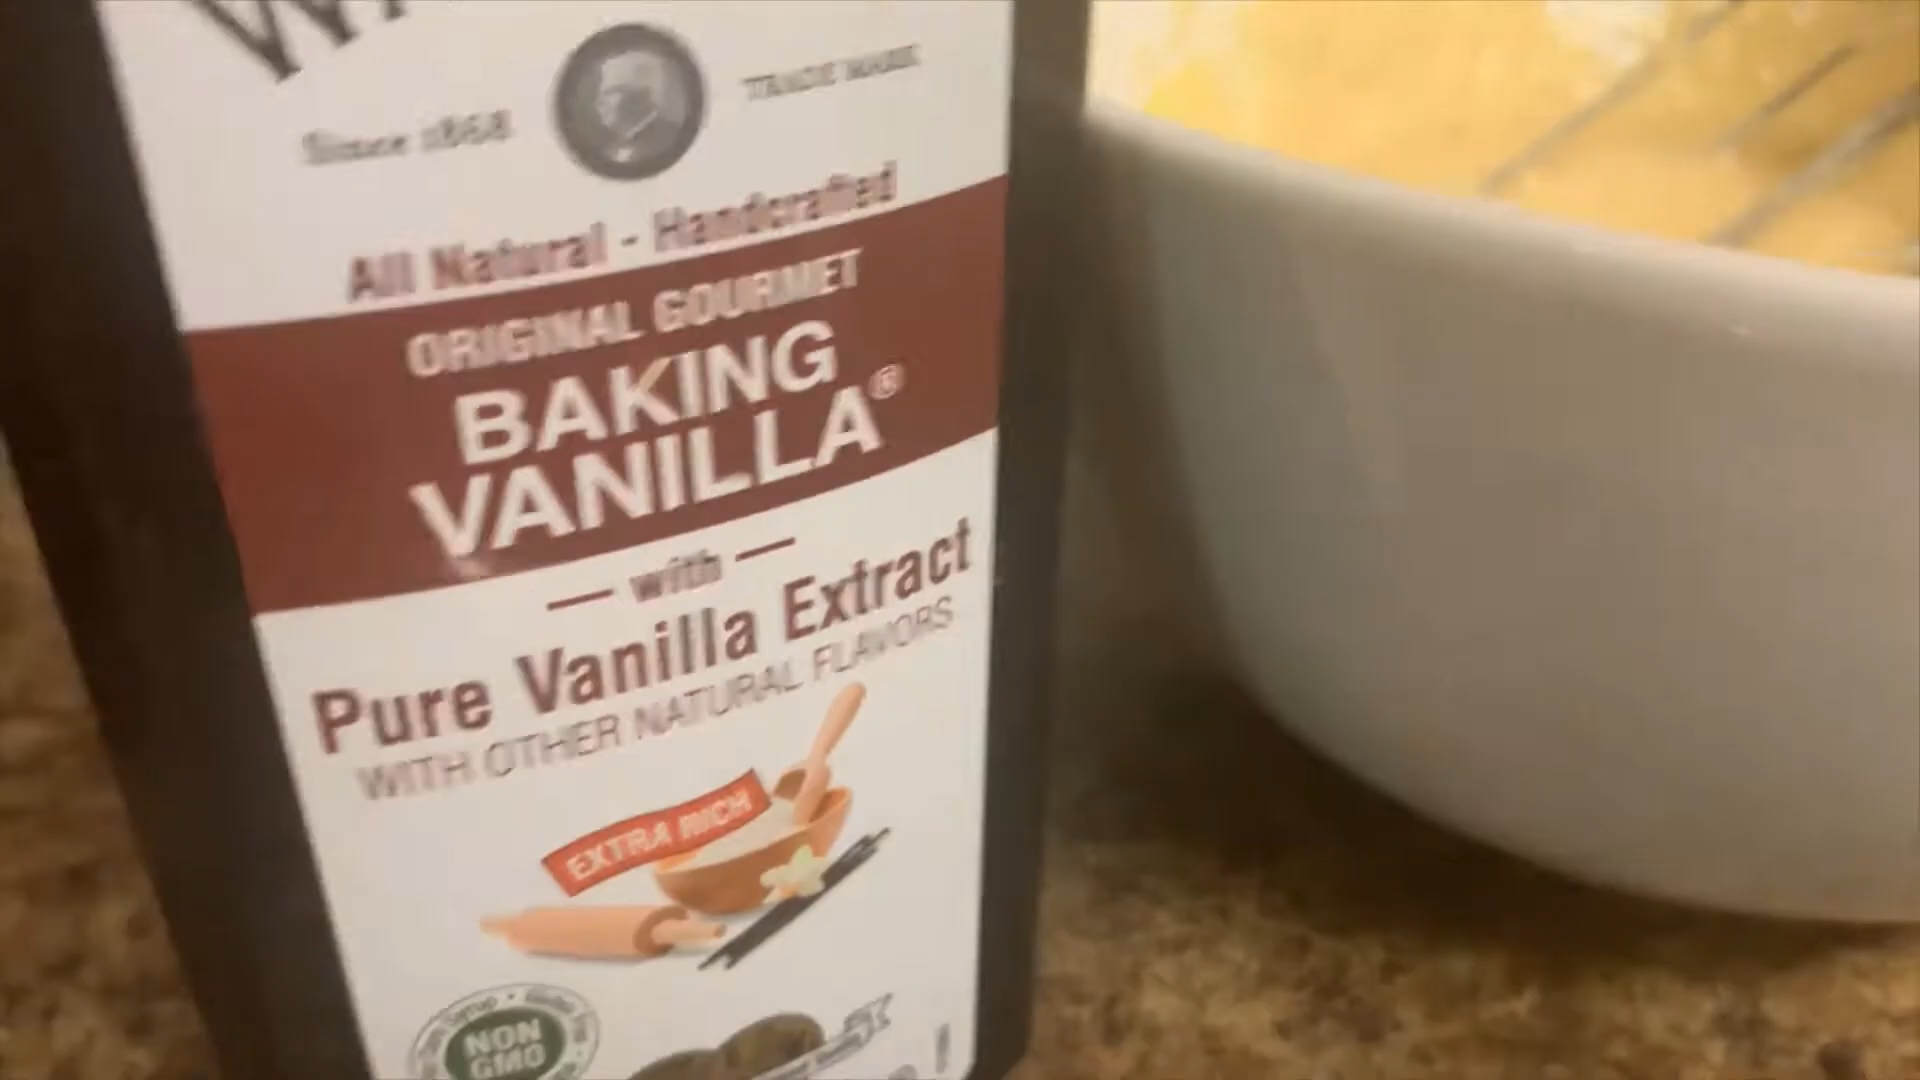 Since 1868
TRADE MARK
All Natural - Handcrafted
ORIGINAL GOURMET
BAKING
VANILLA®
with
Pure Vanilla Extract
WITH OTHER NATURAL FLAVORS
EXTRA RICH
NON
GMO